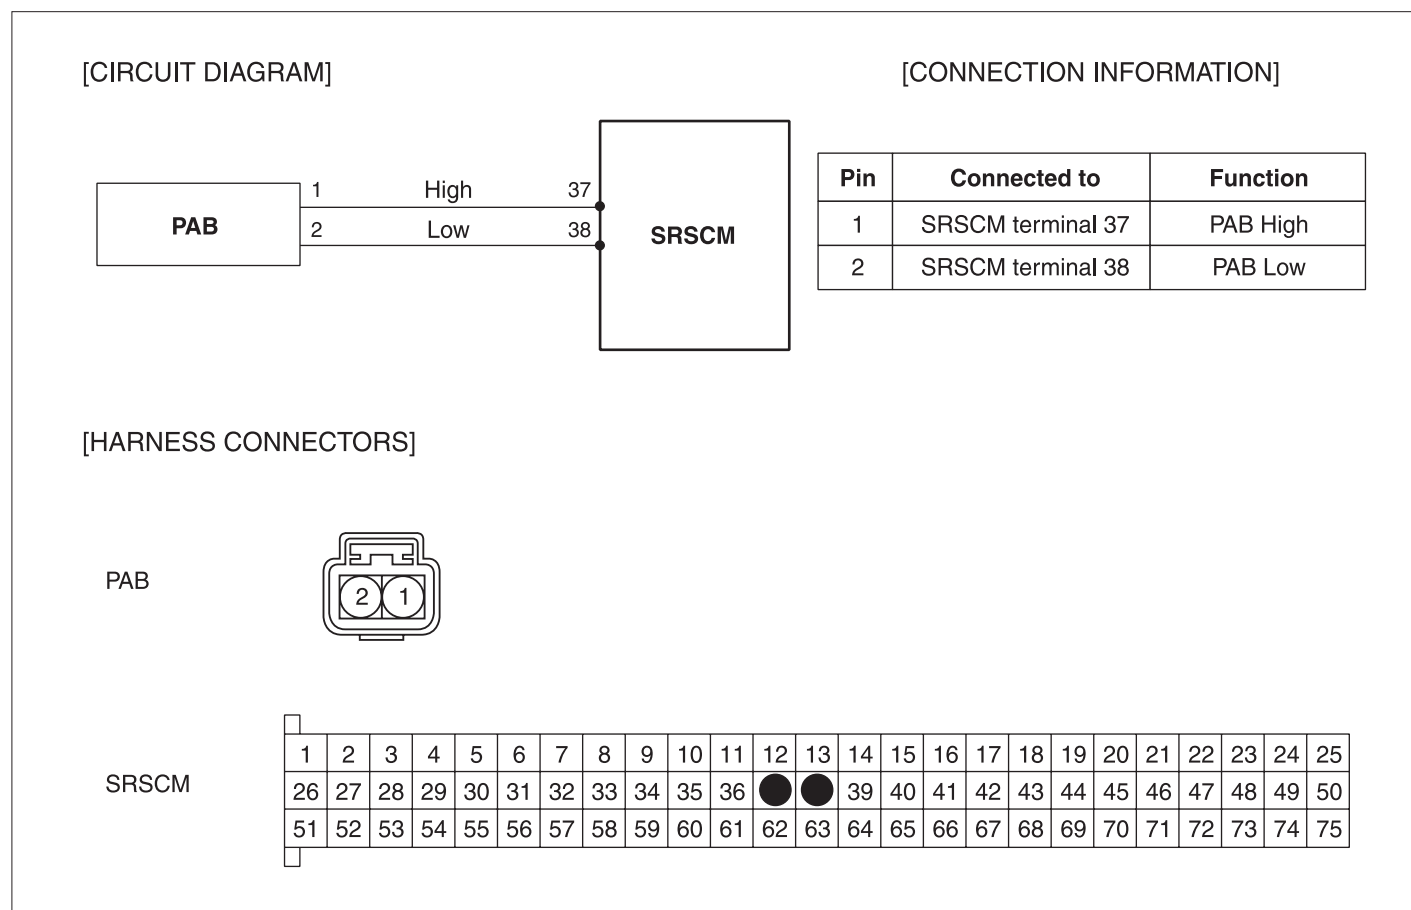 [CIRCUIT DIAGRAM]
[CONNECTION INFORMATION]
PAB
1 High 37
2 Low 38
SRSCM
Pin Connected to Function
1 SRSCM terminal 37 PAB High
2 SRSCM terminal 38 PAB Low
[HARNESS CONNECTORS]
PAB
2 1
SRSCM
1 2 3 4 5 6 7 8 9 10 11 12 13 14 15 16 17 18 19 20 21 22 23 24 25
26 27 28 29 30 31 32 33 34 35 36 39 40 41 42 43 44 45 46 47 48 49 50
51 52 53 54 55 56 57 58 59 60 61 62 63 64 65 66 67 68 69 70 71 72 73 74 75